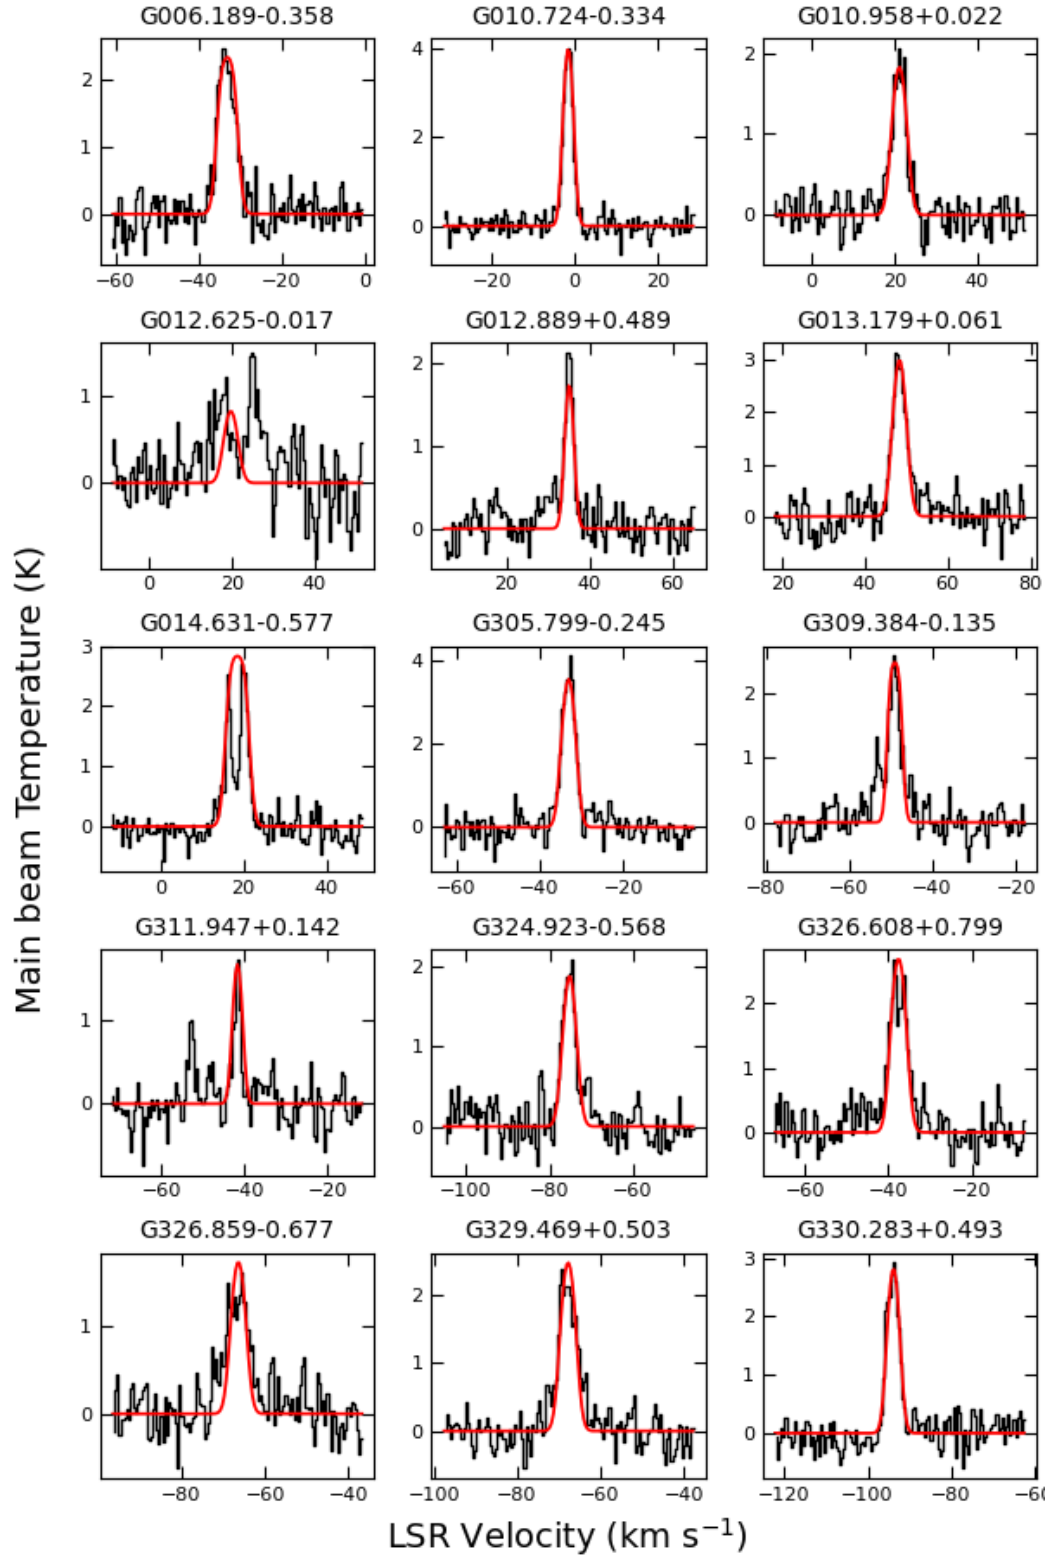 G006.189-0.358 G010.724-0.334 G010.958+0.022
2 4 2
1 2 1
0 0 0
−60 −40 −20 0 −20 0 20 0 20 40
G012.625-0.017 G012.889+0.489 G013.179+0.061
1 2 3
0 1 2
0 1
0
0 20 40 20 40 60 20 40 60 80
G014.631-0.577 G305.799-0.245 G309.384-0.135
3 4 2
2 2 1
1 0 0
0
0 20 40 −60 −40 −20 −80 −60 −40 −20
G311.947+0.142 G324.923-0.568 G326.608+0.799
1 2 2
0 1 1
0 0
−60 −40 −20 −100 −80 −60 −60 −40 −20
G326.859-0.677 G329.469+0.503 G330.283+0.493
1 2 3
0 1 2
0 1
0
−80 −60 −40 −100 −80 −60 −40 −120 −100 −80
Main beam Temperature (K)
LSR Velocity (km s⁻¹)